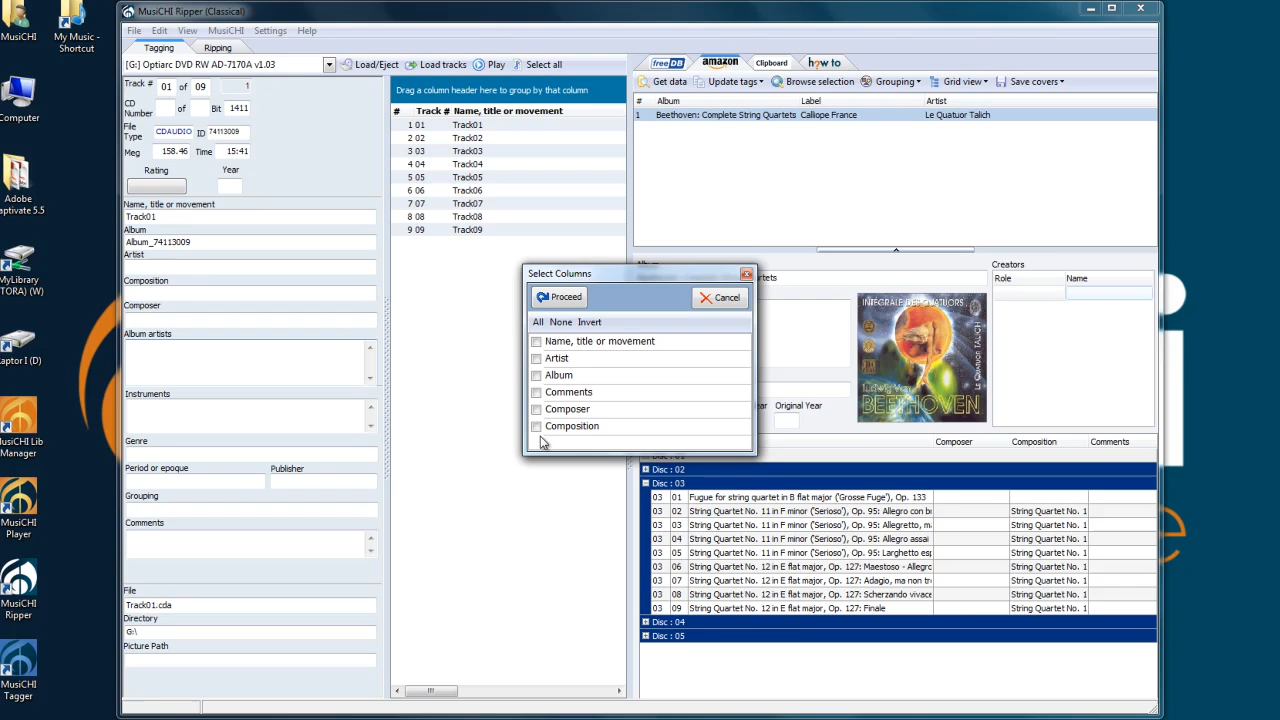 MusiCHI
My Music -
Shortcut
Computer
Adobe
aptivate 5.5
MyLibrary
TORA) (W)
aptor I (D)
MusiCHI Lib
Manager
MusiCHI
Player
MusiCHI
Ripper
MusiCHI
Tagger
MusiCHI Ripper (Classical)
File Edit View MusiCHI Settings Help
Tagging Ripping
[G:] Optiarc DVD RW AD-7170A v1.03 Load/Eject Load tracks Play Select all
Track # 01 of 09 1
CD Number of Bit 1411
File Type CDAUDIO ID 74113009
Meg 158.46 Time 15:41
Rating Year
Name, title or movement
Track01
Album
Album_74113009
Artist
Composition
Composer
Album artists
Instruments
Genre
Period or epoque Publisher
Grouping
Comments
File
Track01.cda
Directory
G:\
Picture Path
Drag a column header here to group by that column
# Track # Name, title or movement
1 01 Track01
2 02 Track02
3 03 Track03
4 04 Track04
5 05 Track05
6 06 Track06
7 07 Track07
8 08 Track08
9 09 Track09
freeDB amazon Clipboard how to
Get data Update tags Browse selection Grouping Grid view Save covers
# Album Label Artist
1 Beethoven: Complete String Quartets Calliope France Le Quatuor Talich
Select Columns
Proceed Cancel
All None Invert
Name, title or movement
Artist
Album
Comments
Composer
Composition
Album
Original Year
INTÉGRALE DES QUATUORS
LE QUATUOR TALICH
Ludwig Van
BEETHOVEN
Creators
Role Name
Composer Composition Comments
Disc : 02
Disc : 03
03 01 Fugue for string quartet in B flat major ('Grosse Fuge'), Op. 133
03 02 String Quartet No. 11 in F minor ('Serioso'), Op. 95: Allegro con br String Quartet No. 1
03 03 String Quartet No. 11 in F minor ('Serioso'), Op. 95: Allegretto, ma String Quartet No. 1
03 04 String Quartet No. 11 in F minor ('Serioso'), Op. 95: Allegro assai String Quartet No. 1
03 05 String Quartet No. 11 in F minor ('Serioso'), Op. 95: Larghetto esp String Quartet No. 1
03 06 String Quartet No. 12 in E flat major, Op. 127: Maestoso - Allegro String Quartet No. 1
03 07 String Quartet No. 12 in E flat major, Op. 127: Adagio, ma non tro String Quartet No. 1
03 08 String Quartet No. 12 in E flat major, Op. 127: Scherzando vivace String Quartet No. 1
03 09 String Quartet No. 12 in E flat major, Op. 127: Finale String Quartet No. 1
Disc : 04
Disc : 05